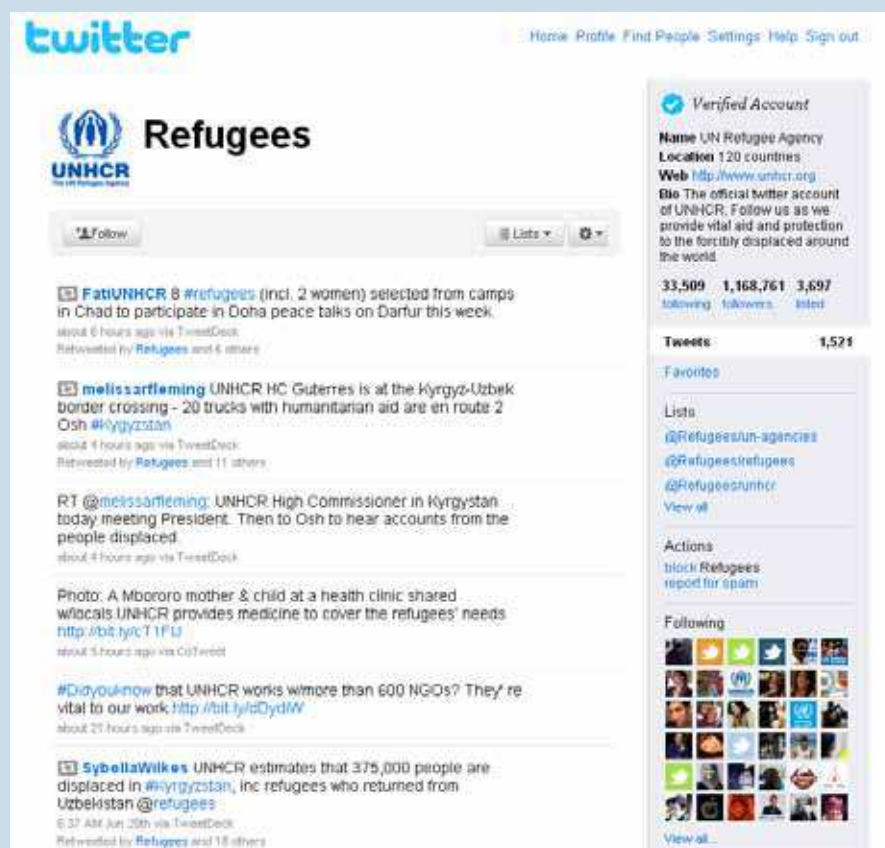 twitter
Home Profile Find People Settings Help Sign out
UNHCR
The UN Refugee Agency
Refugees
Follow
Lists
FatiUNHCR 8 #refugees (incl. 2 women) selected from camps
in Chad to participate in Doha peace talks on Darfur this week.
about 6 hours ago via TweetDeck
Retweeted by Refugees and 6 others
melissarfleming UNHCR HC Guterres is at the Kyrgyz-Uzbek
border crossing - 20 trucks with humanitarian aid are en route 2
Osh #Kygyzstan
about 4 hours ago via TweetDeck
Retweeted by Refugees and 11 others
RT @melissarfleming: UNHCR High Commissioner in Kyrgystan
today meeting President. Then to Osh to hear accounts from the
people displaced.
about 4 hours ago via TweetDeck
Photo: A Mbororo mother & child at a health clinic shared
w/locals.UNHCR provides medicine to cover the refugees' needs
http://bit.ly/cT1FIJ
about 5 hours ago via CoTweet
#Didyouknow that UNHCR works w/more than 600 NGOs? They' re
vital to our work http://bit.ly/dDydiW
about 21 hours ago via TweetDeck
SybellaWilkes UNHCR estimates that 375,000 people are
displaced in #Kyrgyzstan, inc refugees who returned from
Uzbekistan @refugees
6:37 AM Jun 20th via TweetDeck
Retweeted by Refugees and 18 others
Verified Account
Name UN Refugee Agency
Location 120 countries
Web http://www.unhcr.org
Bio The official twitter account
of UNHCR. Follow us as we
provide vital aid and protection
to the forcibly displaced around
the world
33,509 1,168,761 3,697
following followers listed
Tweets 1,521
Favorites
Lists
@Refugees/un-agencies
@Refugees/refugees
@Refugees/unhcr
View all
Actions
block Refugees
report for spam
Following
View all...